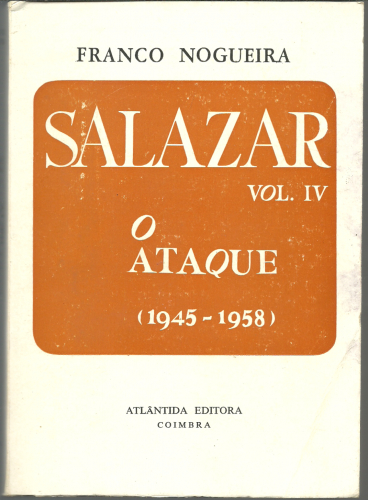 FRANCO NOGUEIRA
SALAZAR
VOL. IV
O
ATAQUE
(1945-1958)
ATLÂNTIDA EDITORA
COIMBRA